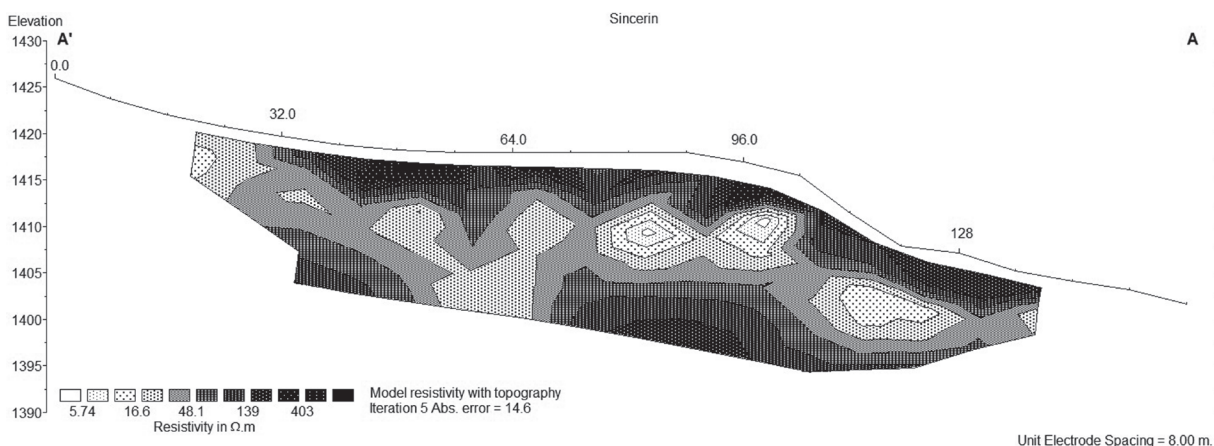 Sincerin
Elevation
1430
A'
A
0.0
1425
32.0
1420
64.0
96.0
1415
1410
128
1405
1400
1395
1390
5.74 16.6 48.1 139 403
Resistivity in Ω.m
Model resistivity with topography
Iteration 5 Abs. error = 14.6
Unit Electrode Spacing = 8.00 m.